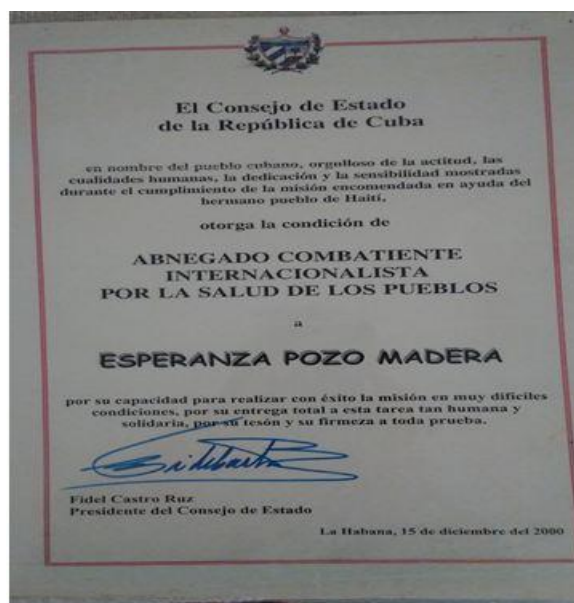 El Consejo de Estado
de la República de Cuba
en nombre del pueblo cubano, orgulloso de la actitud, las
cualidades humanas, la dedicación y la sensibilidad mostradas
durante el cumplimiento de la misión encomendada en ayuda del
hermano pueblo de Haití,
otorga la condición de
ABNEGADO COMBATIENTE
INTERNACIONALISTA
POR LA SALUD DE LOS PUEBLOS
a
ESPERANZA POZO MADERA
por su capacidad para realizar con éxito la misión en muy difíciles
condiciones, por su entrega total a esta tarea tan humana y
solidaria, por su tesón y su firmeza a toda prueba.
Fidel Castro Ruz
Presidente del Consejo de Estado
La Habana, 15 de diciembre del 2000